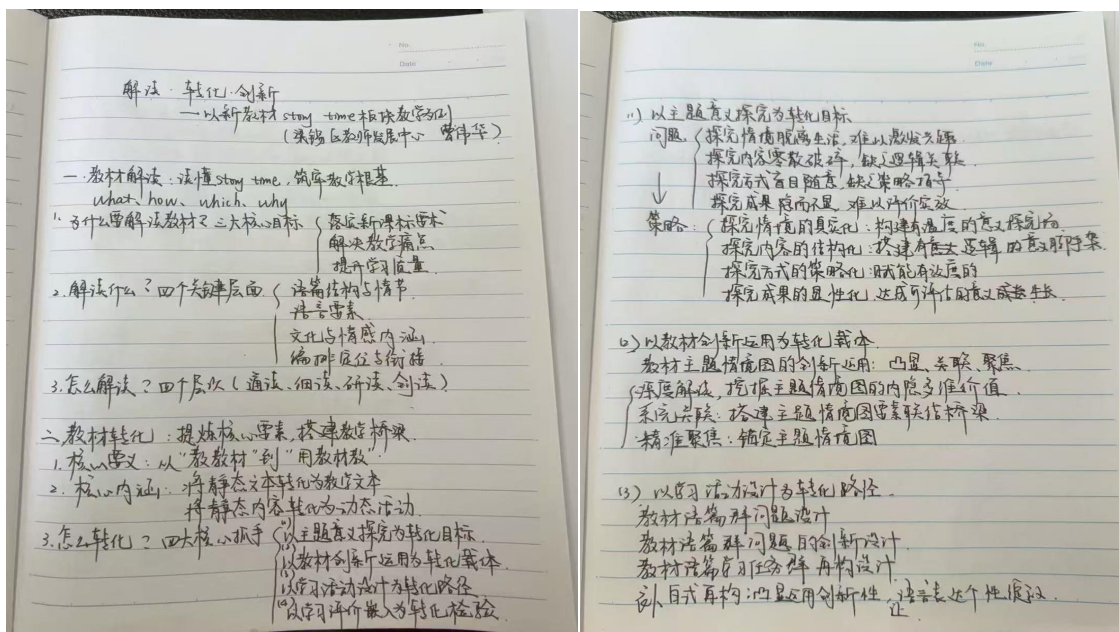 No.
Date
解读·转化·创新
——以新教材story time板块教学为例
(梁锡区教师发展中心 曹伟华)
一.教材解读:读懂story time,筑牢教学根基.
what、how、which、why
1.为什么要解读教材?三大核心目标
落实新课标要求
解决教学痛点
提升学习质量
2.解读什么?四个关键层面
语篇结构与情节
语言要素
文化与情感内涵
编排定位与衔接
3.怎么解读?四个层次(通读、细读、研读、创读)
二.教材转化:提炼核心要素,搭建教学桥梁.
1.核心要义:从“教教材”到“用教材教”
2.核心内涵:将静态文本转化为教学文本
将静态内容转化为动态活动
3.怎么转化?四大核心抓手
(1)以主题意义探究为转化目标
(2)以教材创新运用为转化载体
(3)以学习活动设计为转化路径
(4)以学习评价嵌入为转化检验
No.
Date
(1)以主题意义探究为转化目标
问题
探究情境脱离生活,难以激发兴趣
探究内容零散破碎,缺乏逻辑关联
探究方式盲目随意,缺乏策略指导
探究成果隐而不显,难以评价实效
策略:
探究情境的真实化:构建有温度的意义探究场
探究内容的结构化:搭建有意义逻辑的意义
探究方式的策略化:赋能有效度的
探究成果的显性化,达成可评估的意义成长
(2)以教材创新运用为转化载体
教材主题情境图的创新运用:凸显、关联、聚焦
深度解读,挖掘主题情境图的内隐多维价值
系统关联:搭建主题情境图要素联结桥梁
精准聚焦:锚定主题情境图
(3)以学习活动设计为转化路径
教材语篇群问题设计
教材语篇群问题的创新设计
教材语篇学习任务群再构设计
式再构:凸显运用创新性,语言表达个性
让